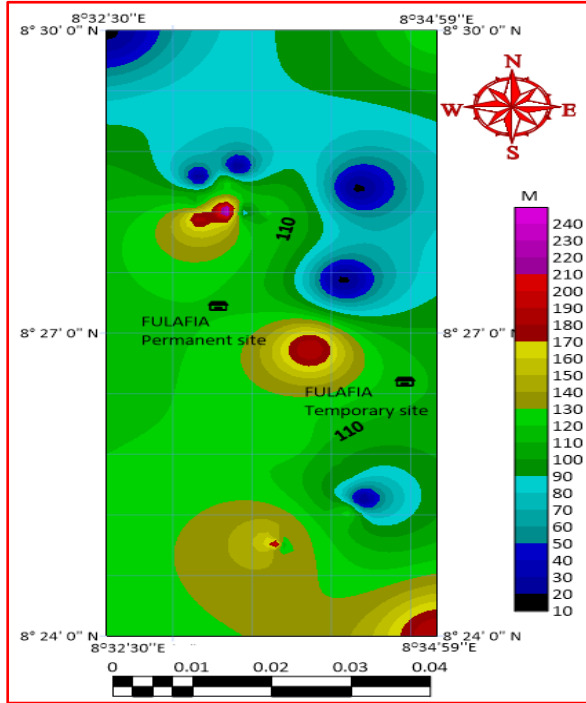 8°32'30"E 8°34'59"E
8° 30' 0" N 8° 30' 0" N
N
W E
S
M
240
230
220
210
200
190
180
170
160
150
140
130
120
110
100
90
80
70
60
50
40
30
20
10
110
FULAFIA
Permanent site
8° 27' 0" N 8° 27' 0" N
FULAFIA
Temporary site
110
8° 24' 0" N 8° 24' 0" N
8°32'30"E 8°34'59"E
0 0.01 0.02 0.03 0.04